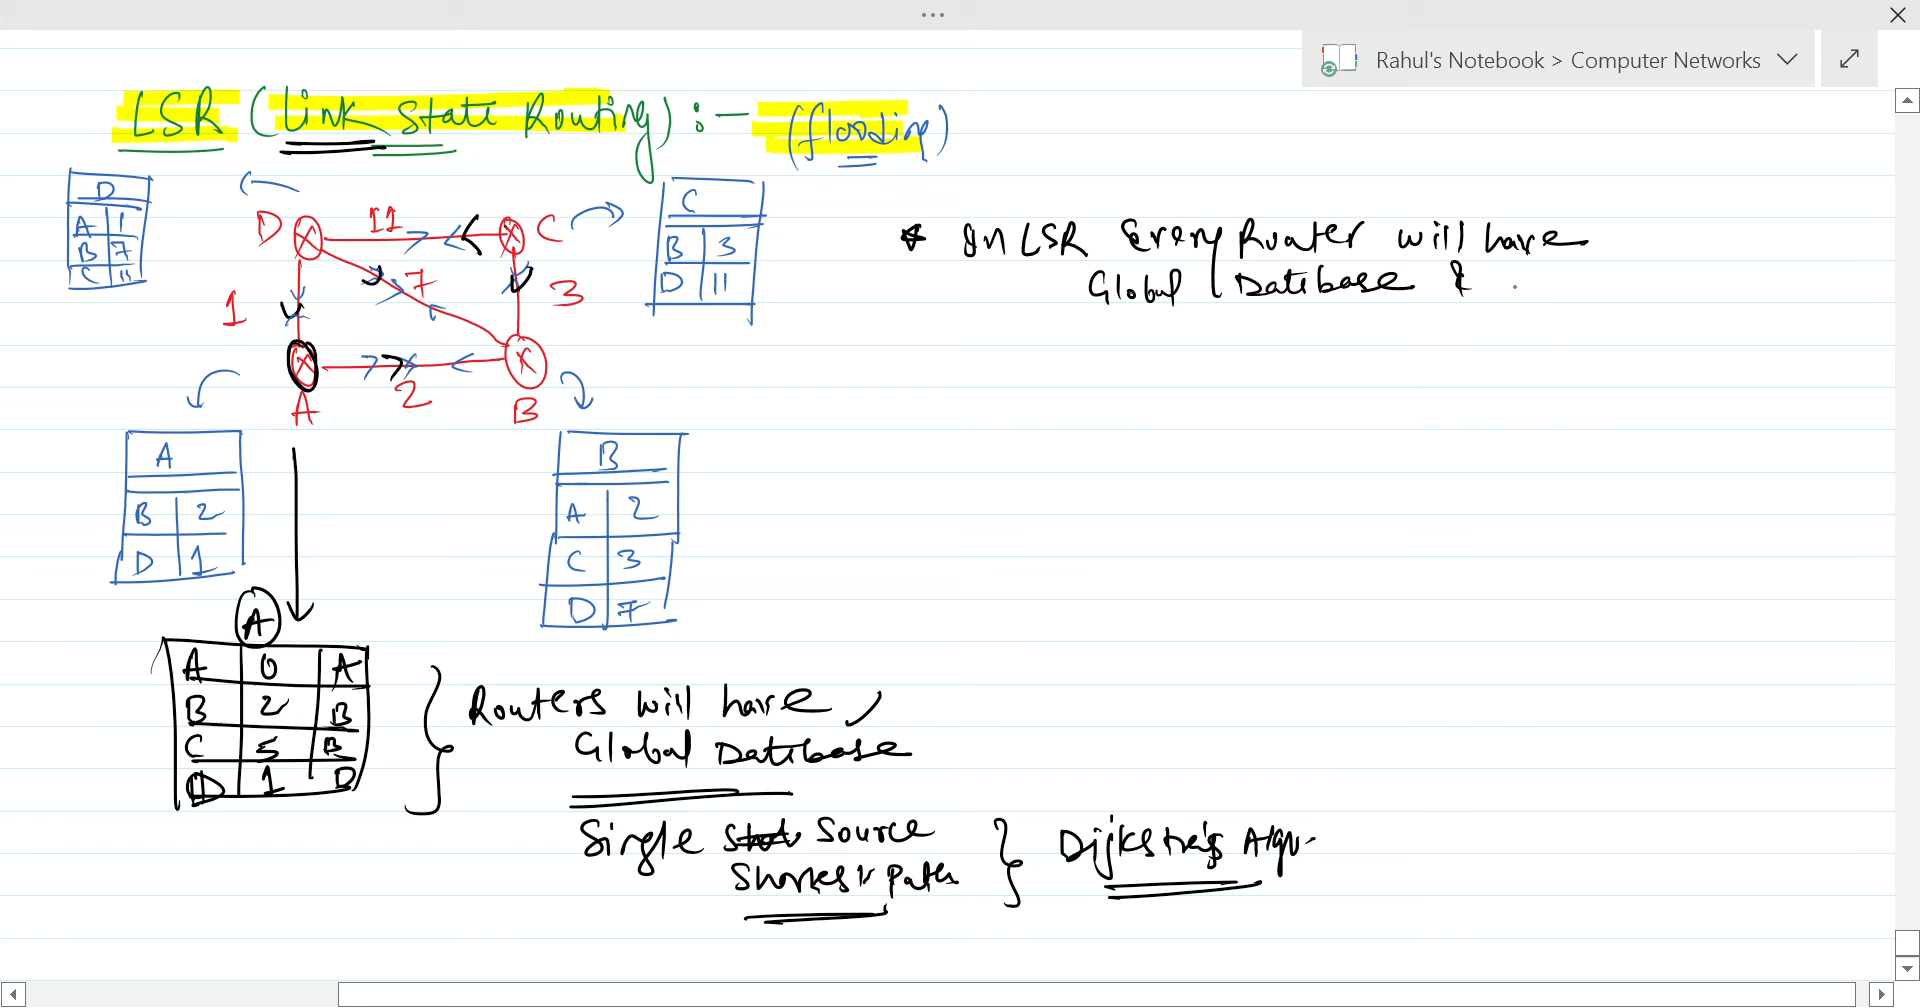 Rahul's Notebook > Computer Networks
LSR (Link State Routing) :- (flooding)
D
A 1
B 7
C 11
D 11 C
1 7 3
A 2 B
C
B 3
D 11
* In LSR Every Router will have
Global Database &
A
B 2
D 1
B
A 2
C 3
D 7
A
A 0 A
B 2 B
C 5 B
D 1 D
Routers will have
Global Database
Single Source
Shortest Path
Dijkstra's Algo